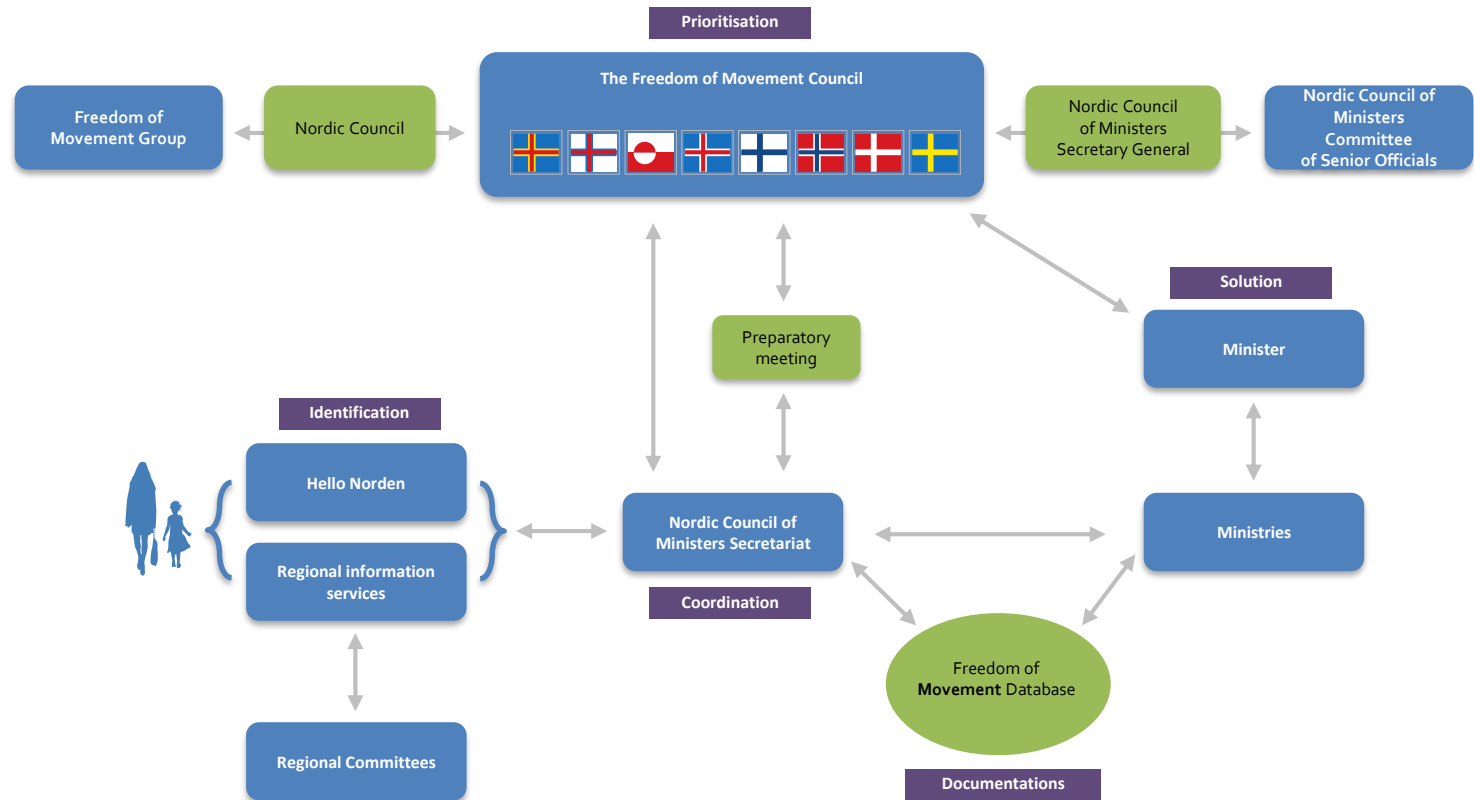 Prioritisation
The Freedom of Movement Council
Freedom of
Movement Group
Nordic Council
Nordic Council
of Ministers
Secretary General
Nordic Council of
Ministers
Committee
of Senior Officials
Solution
Minister
Preparatory
meeting
Identification
Hello Norden
Regional information
services
Nordic Council of
Ministers Secretariat
Coordination
Ministries
Freedom of
Movement Database
Regional Committees
Documentations